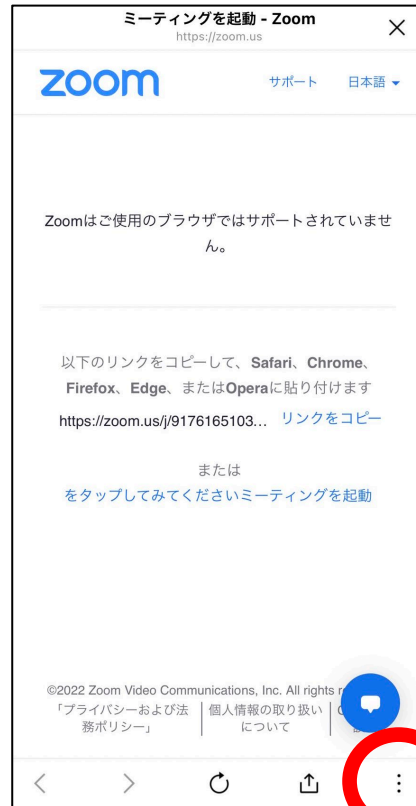 ミーティングを起動 - Zoom
https://zoom.us
zoom
サポート 日本語
Zoomはご使用のブラウザではサポートされていませ
ん。
以下のリンクをコピーして、Safari、Chrome、
Firefox、Edge、またはOperaに貼り付けます
https://zoom.us/j/9176165103... リンクをコピー
または
をタップしてみてくださいミーティングを起動
©2022 Zoom Video Communications, Inc. All rights
「プライバシーおよび法 個人情報の取り扱い
務ポリシー」 について